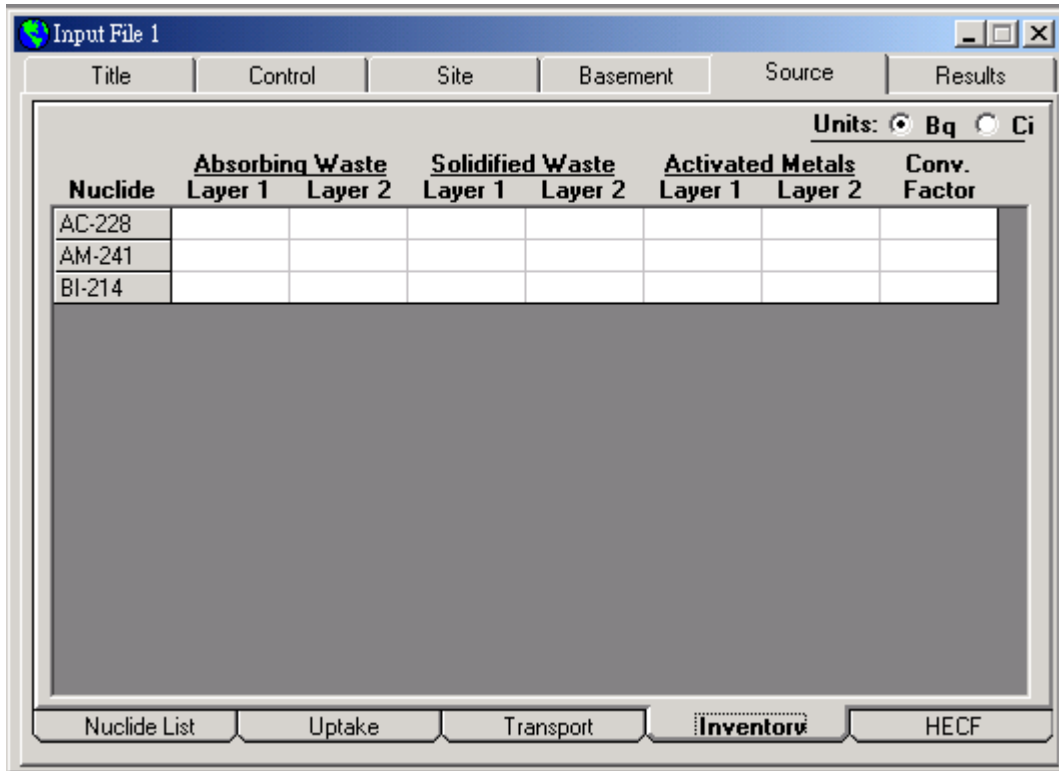 Input File 1
Title Control Site Basement Source Results
Units: Bq Ci
Absorbing Waste Solidified Waste Activated Metals Conv.
Nuclide Layer 1 Layer 2 Layer 1 Layer 2 Layer 1 Layer 2 Factor
AC-228
AM-241
BI-214
Nuclide List Uptake Transport Inventory HECF